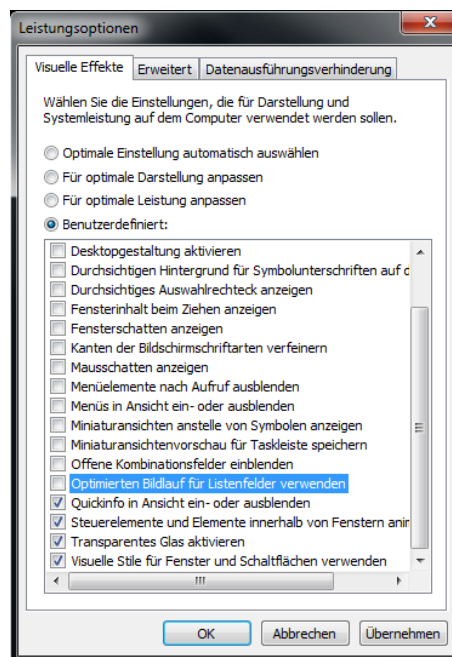 Leistungsoptionen
Visuelle Effekte Erweitert Datenausführungsverhinderung
Wählen Sie die Einstellungen, die für Darstellung und
Systemleistung auf dem Computer verwendet werden sollen.
Optimale Einstellung automatisch auswählen
Für optimale Darstellung anpassen
Für optimale Leistung anpassen
Benutzerdefiniert:
Desktopgestaltung aktivieren
Durchsichtigen Hintergrund für Symbolunterschriften auf d
Durchsichtiges Auswahlrechteck anzeigen
Fensterinhalt beim Ziehen anzeigen
Fensterschatten anzeigen
Kanten der Bildschirmschriftarten verfeinern
Mausschatten anzeigen
Menüelemente nach Aufruf ausblenden
Menüs in Ansicht ein- oder ausblenden
Miniaturansichten anstelle von Symbolen anzeigen
Miniaturansichtenvorschau für Taskleiste speichern
Offene Kombinationsfelder einblenden
Optimierten Bildlauf für Listenfelder verwenden
Quickinfo in Ansicht ein- oder ausblenden
Steuerelemente und Elemente innerhalb von Fenstern anir
Transparentes Glas aktivieren
Visuelle Stile für Fenster und Schaltflächen verwenden
OK Abbrechen Übernehmen